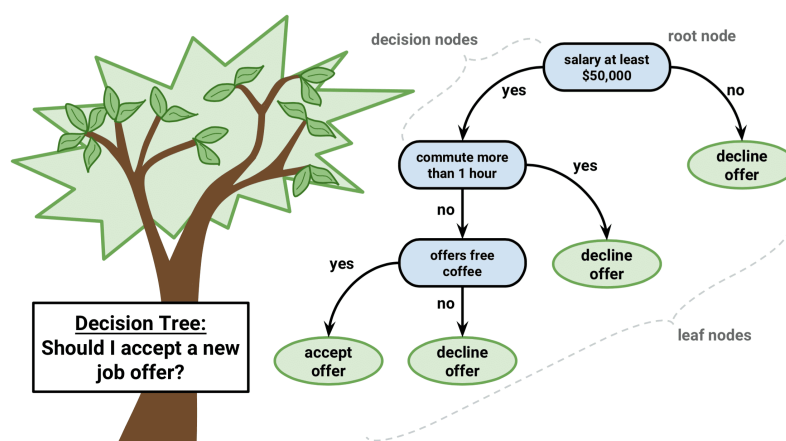 decision nodes
root node
salary at least
$50,000
yes
no
commute more
than 1 hour
decline
offer
yes
no
offers free
coffee
decline
offer
yes
no
accept
offer
decline
offer
leaf nodes
Decision Tree:
Should I accept a new
job offer?